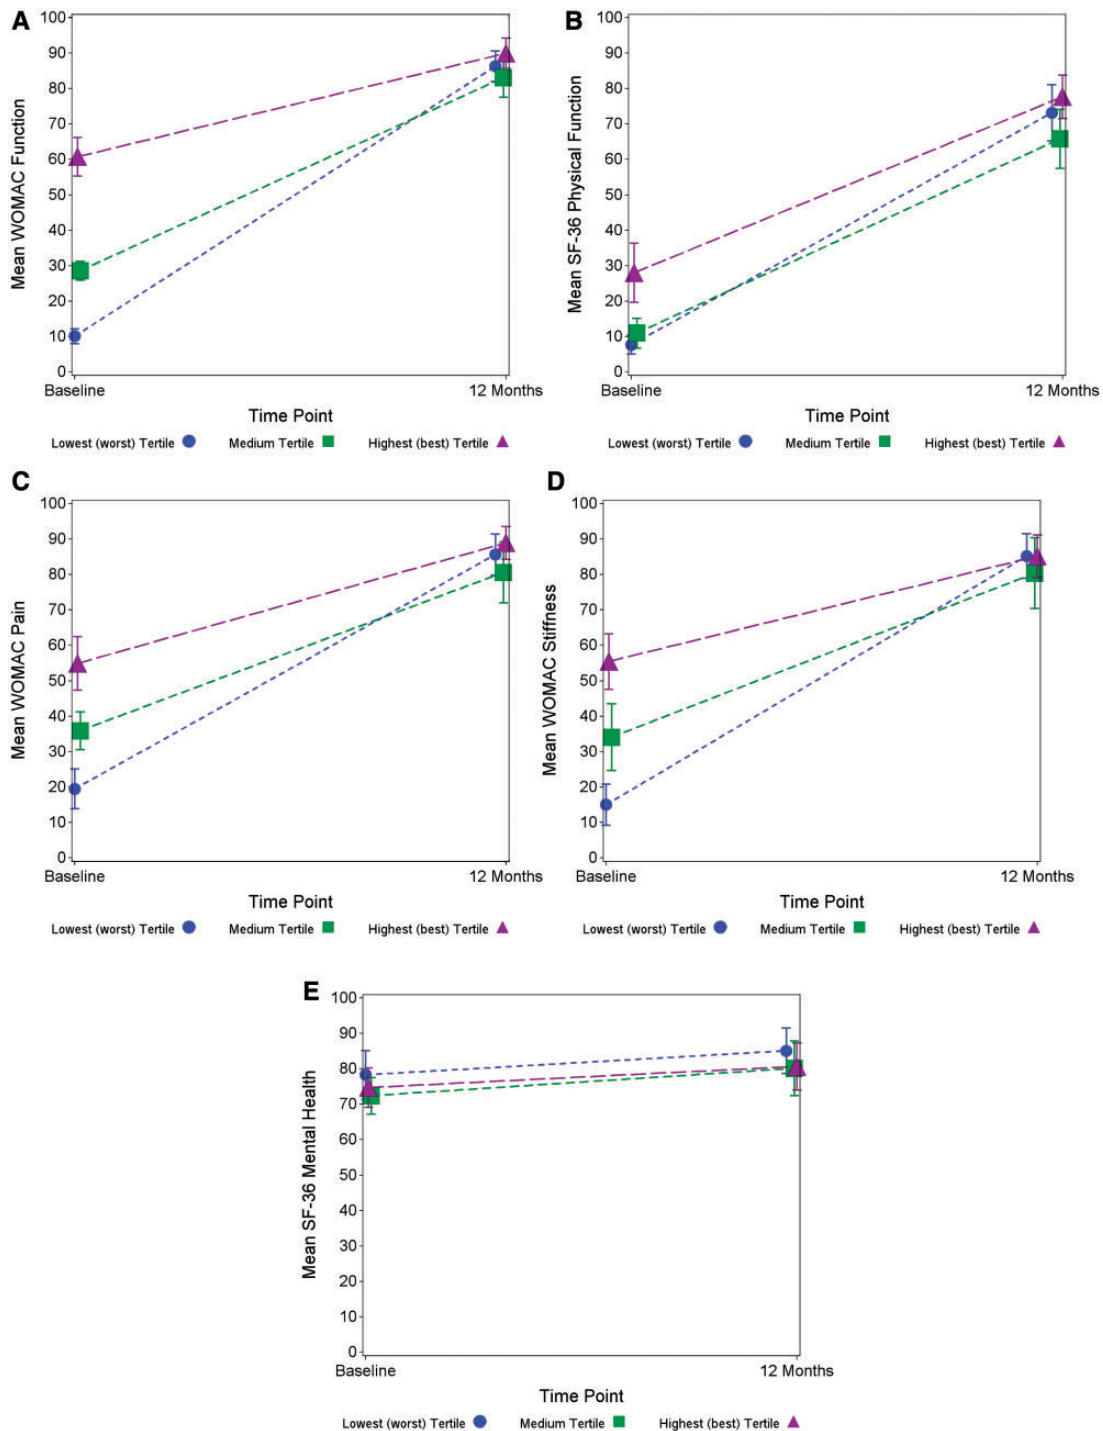 A
Mean WOMAC Function
100
90
80
70
60
50
40
30
20
10
0
Baseline
12 Months
Time Point
Lowest (worst) Tertile Medium Tertile Highest (best) Tertile
B
Mean SF-36 Physical Function
100
90
80
70
60
50
40
30
20
10
0
Baseline
12 Months
Time Point
Lowest (worst) Tertile Medium Tertile Highest (best) Tertile
C
Mean WOMAC Pain
100
90
80
70
60
50
40
30
20
10
0
Baseline
12 Months
Time Point
Lowest (worst) Tertile Medium Tertile Highest (best) Tertile
D
Mean WOMAC Stiffness
100
90
80
70
60
50
40
30
20
10
0
Baseline
12 Months
Time Point
Lowest (worst) Tertile Medium Tertile Highest (best) Tertile
E
Mean SF-36 Mental Health
100
90
80
70
60
50
40
30
20
10
0
Baseline
12 Months
Time Point
Lowest (worst) Tertile Medium Tertile Highest (best) Tertile